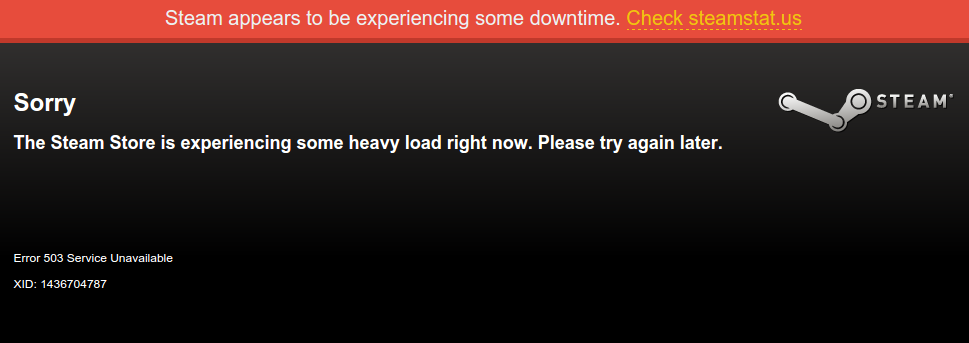 Steam appears to be experiencing some downtime. Check steamstat.us
Sorry
STEAM®
The Steam Store is experiencing some heavy load right now. Please try again later.
Error 503 Service Unavailable
XID: 1436704787